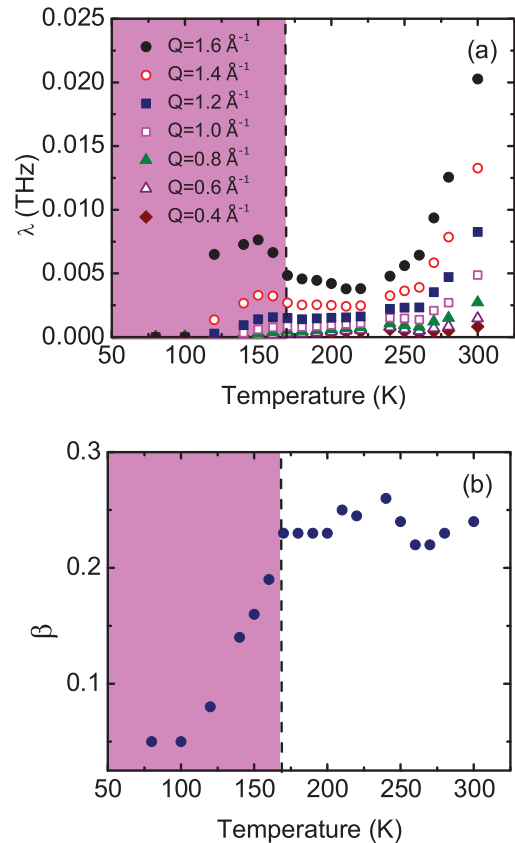 0.025
(a)
Q=1.6 Å⁻¹
Q=1.4 Å⁻¹
0.020
Q=1.2 Å⁻¹
Q=1.0 Å⁻¹
0.015
Q=0.8 Å⁻¹
Q=0.6 Å⁻¹
0.010
Q=0.4 Å⁻¹
λ (THz)
0.005
0.000
50 100 150 200 250 300
Temperature (K)
0.3
(b)
0.2
β
0.1
50 100 150 200 250 300
Temperature (K)